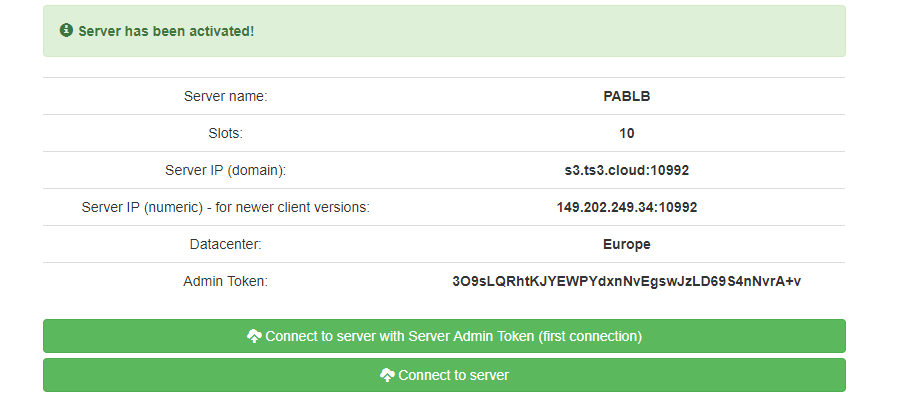 Server has been activated!
Server name: PABLB
Slots: 10
Server IP (domain): s3.ts3.cloud:10992
Server IP (numeric) - for newer client versions: 149.202.249.34:10992
Datacenter: Europe
Admin Token: 3O9sLQRhtKJYEWPYdxnNvEgswJzLD69S4nNvrA+v
Connect to server with Server Admin Token (first connection)
Connect to server